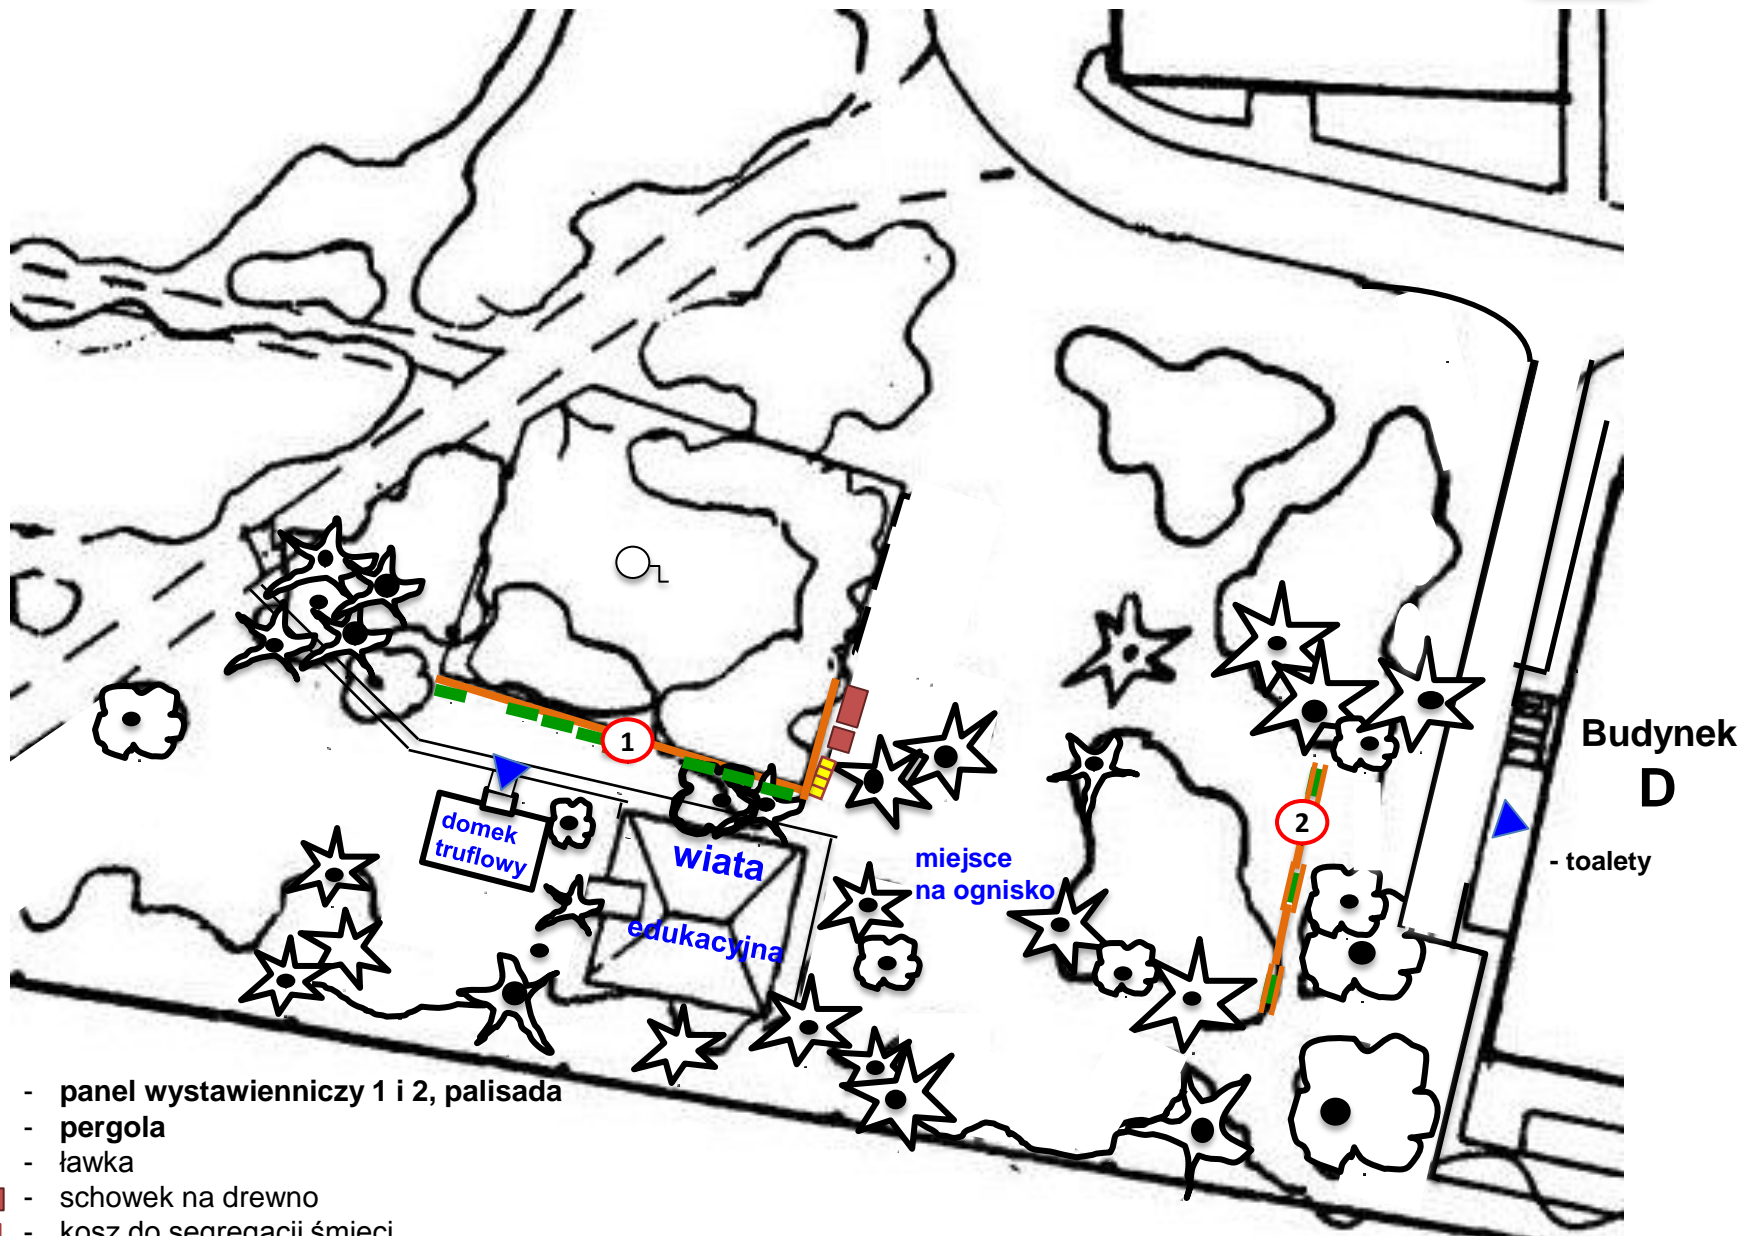 1
2
Budynek
D
- toalety
domek
truflowy
wiata
edukacyjna
miejsce
na ognisko
- panel wystawienniczy 1 i 2, palisada
- pergola
- ławka
- schowek na drewno
- kosz do segregacji śmieci